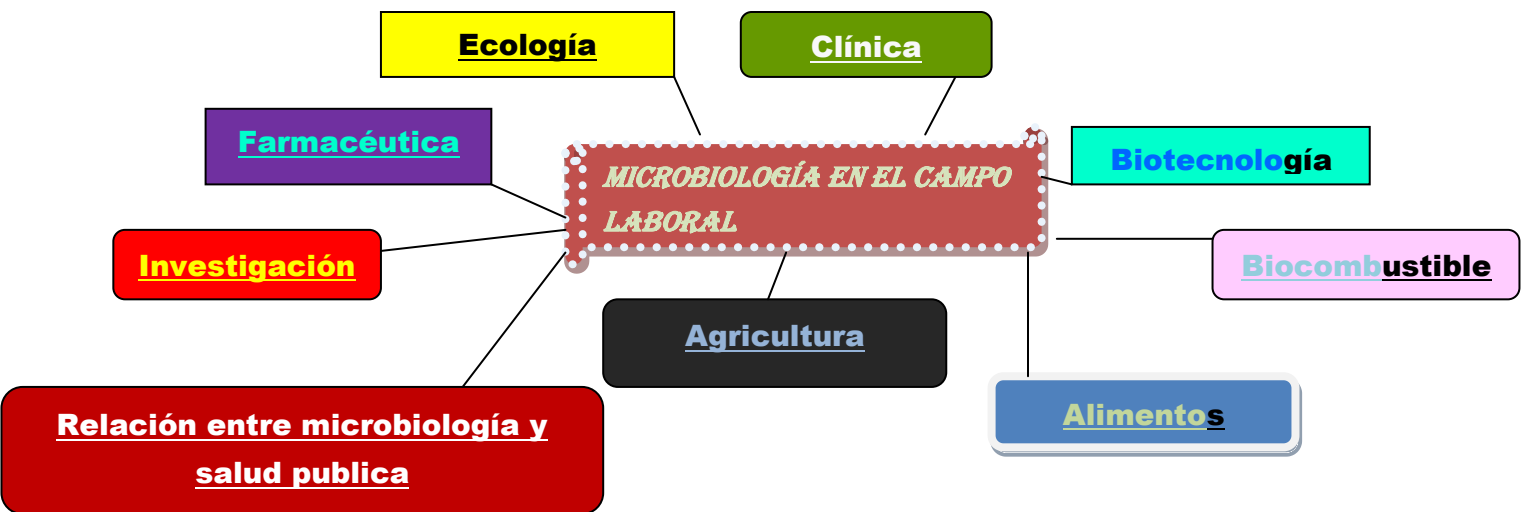 Ecología
Clínica
Farmacéutica
MICROBIOLOGÍA EN EL CAMPO
LABORAL
Biotecnología
Investigación
Biocombustible
Agricultura
Alimentos
Relación entre microbiología y
salud publica